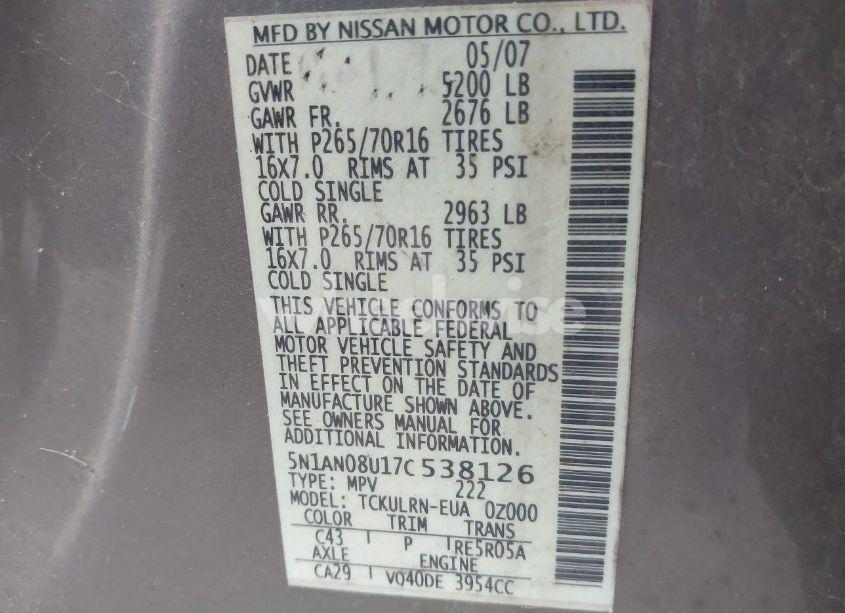 MFD BY NISSAN MOTOR CO., LTD.
DATE 05/07
GVWR 5200 LB
GAWR FR. 2676 LB
WITH P265/70R16 TIRES
16X7.0 RIMS AT 35 PSI
COLD SINGLE
GAWR RR. 2963 LB
WITH P265/70R16 TIRES
16X7.0 RIMS AT 35 PSI
COLD SINGLE
THIS VEHICLE CONFORMS TO
ALL APPLICABLE FEDERAL
MOTOR VEHICLE SAFETY AND
THEFT PREVENTION STANDARDS
IN EFFECT ON THE DATE OF
MANUFACTURE SHOWN ABOVE.
SEE OWNERS MANUAL FOR
ADDITIONAL INFORMATION.
5N1AN08U17C538126
TYPE: MPV 222
MODEL: TCKULRN-EUA 0Z000
COLOR TRIM TRANS
C43 P RE5R05A
AXLE ENGINE
CA29 VQ40DE 3954CC